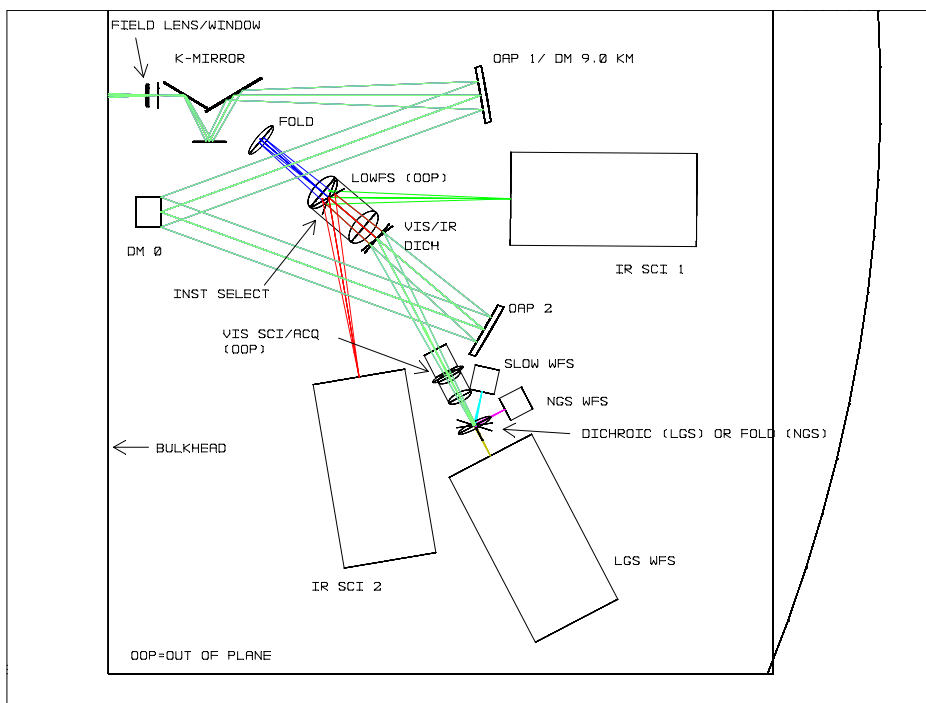 FIELD LENS/WINDOW
K-MIRROR
OAP 1/ DM 9.0 KM
FOLD
LOWFS (OOP)
VIS/IR
DICH
DM 0
IR SCI 1
INST SELECT
OAP 2
VIS SCI/ACQ
(OOP)
SLOW WFS
NGS WFS
DICHROIC (LGS) OR FOLD (NGS)
BULKHEAD
LGS WFS
IR SCI 2
OOP=OUT OF PLANE